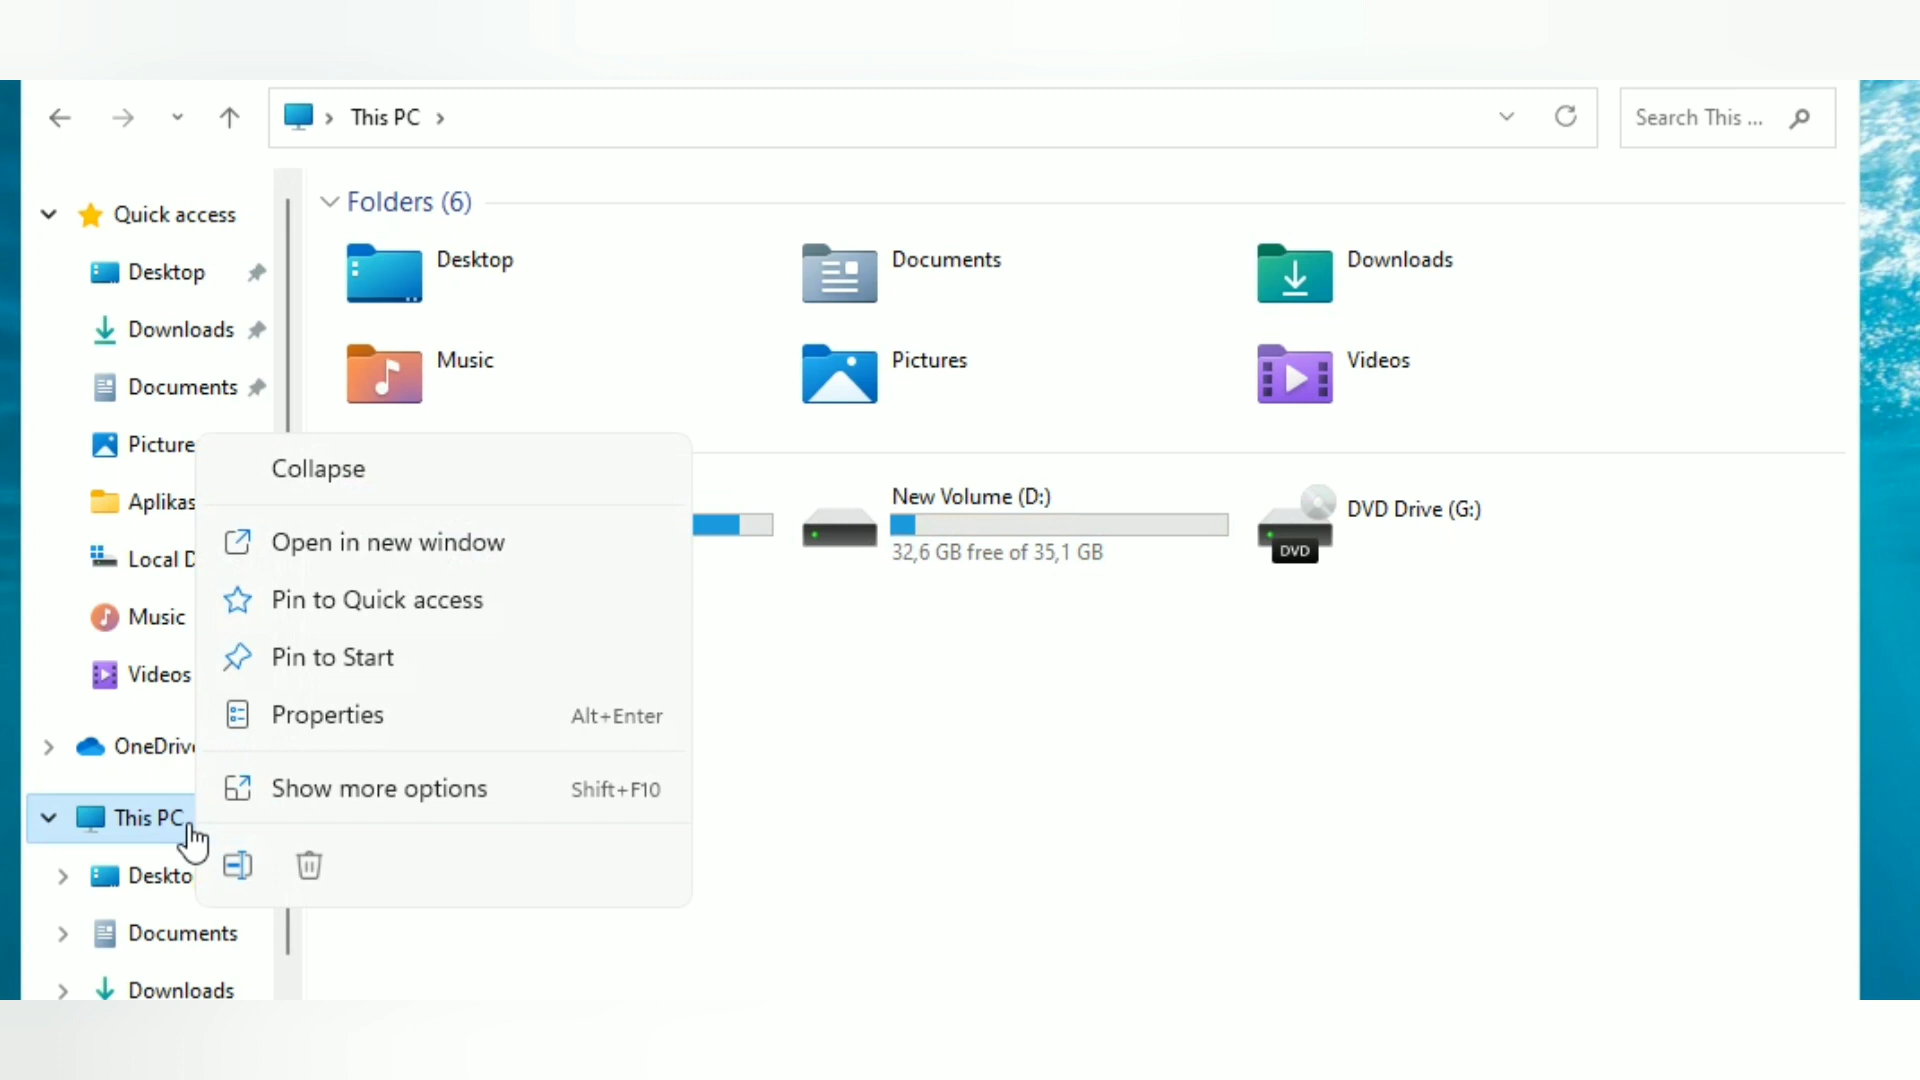 This PC
Search This ...
Quick access
Desktop
Downloads
Documents
Picture
Aplikas
Local D
Music
Videos
OneDrive
This PC
Deskto
Documents
Downloads
Folders (6)
Desktop
Documents
Downloads
Music
Pictures
Videos
New Volume (D:)
32,6 GB free of 35,1 GB
DVD Drive (G:)
DVD
Collapse
Open in new window
Pin to Quick access
Pin to Start
Properties Alt+Enter
Show more options Shift+F10